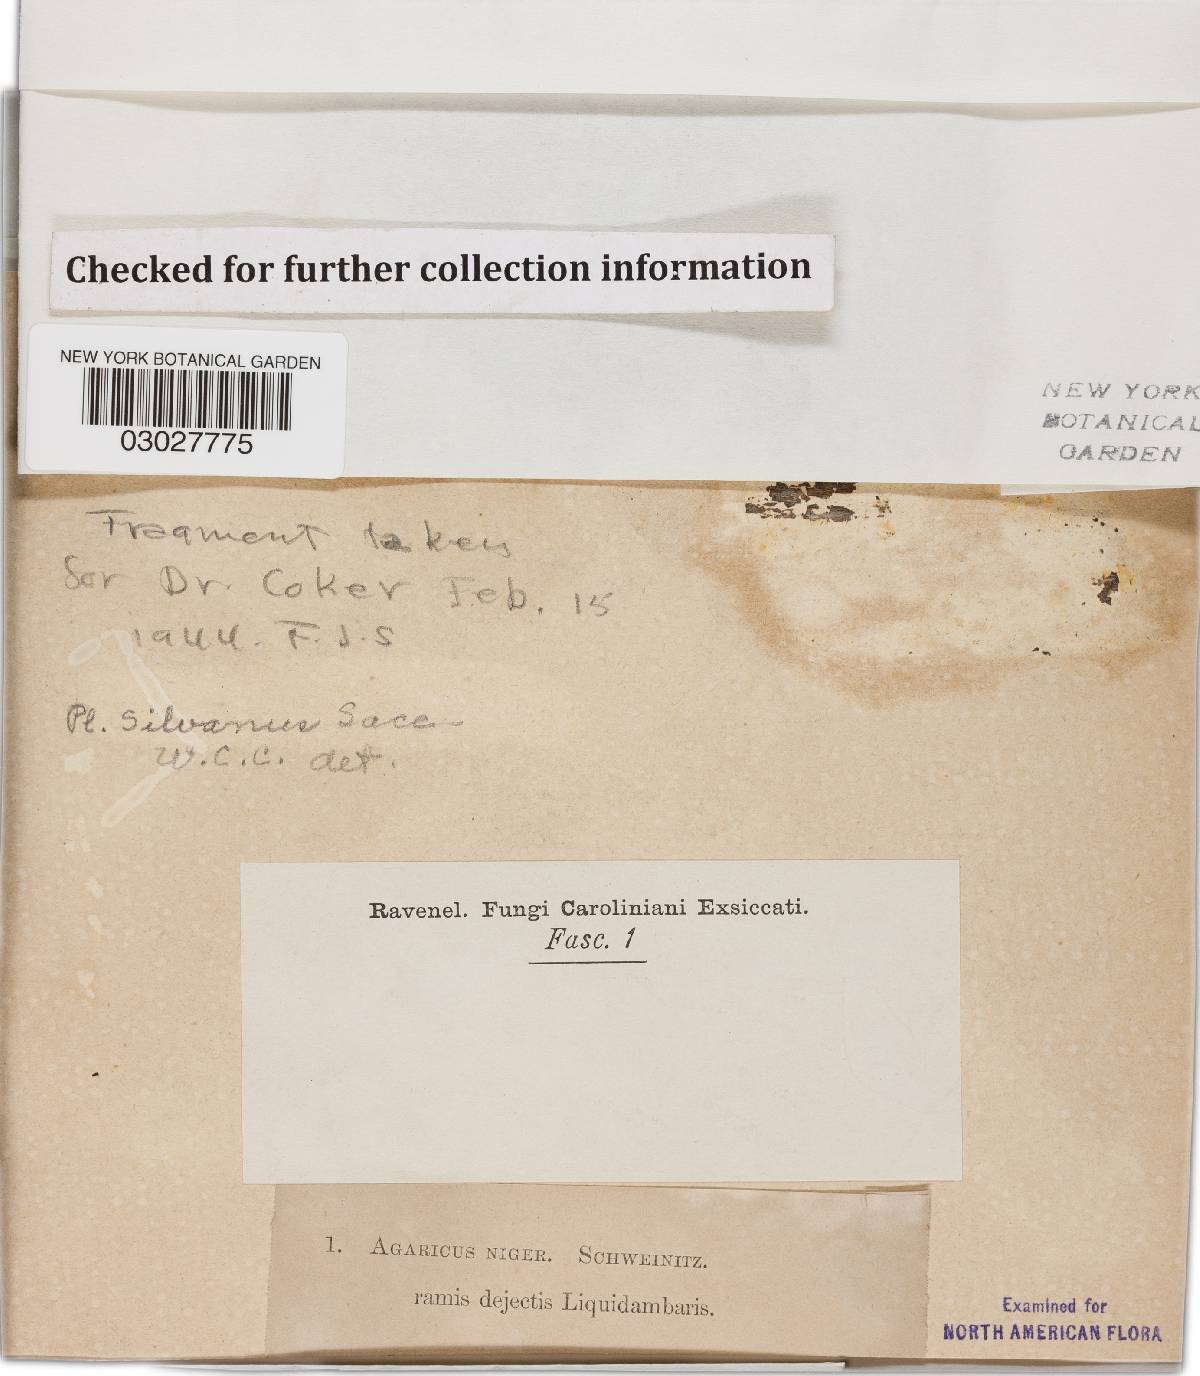 Checked for further collection information
NEW YORK BOTANICAL GARDEN
03027775
NEW YORK
BOTANICAL
GARDEN
Fragment taken
for Dr. Coker Feb. 15
1944. F.J.S
Pl. silvanus Sacc
W.C.C. det.
Ravenel. Fungi Caroliniani Exsiccati.
Fasc. 1
1. AGARICUS NIGER. SCHWEINITZ.
ramis dejectis Liquidambaris.
Examined for
NORTH AMERICAN FLORA